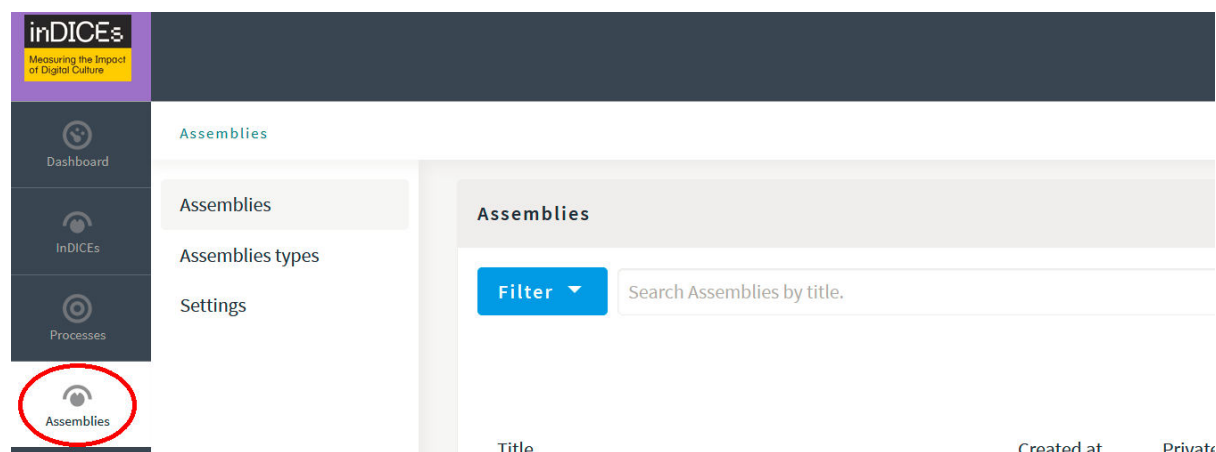 inDICEs
Measuring the Impact
of Digital Culture
Dashboard
InDICEs
Processes
Assemblies
Assemblies
Assemblies
Assemblies types
Settings
Assemblies
Filter
Search Assemblies by title.
Title
Created at
Private